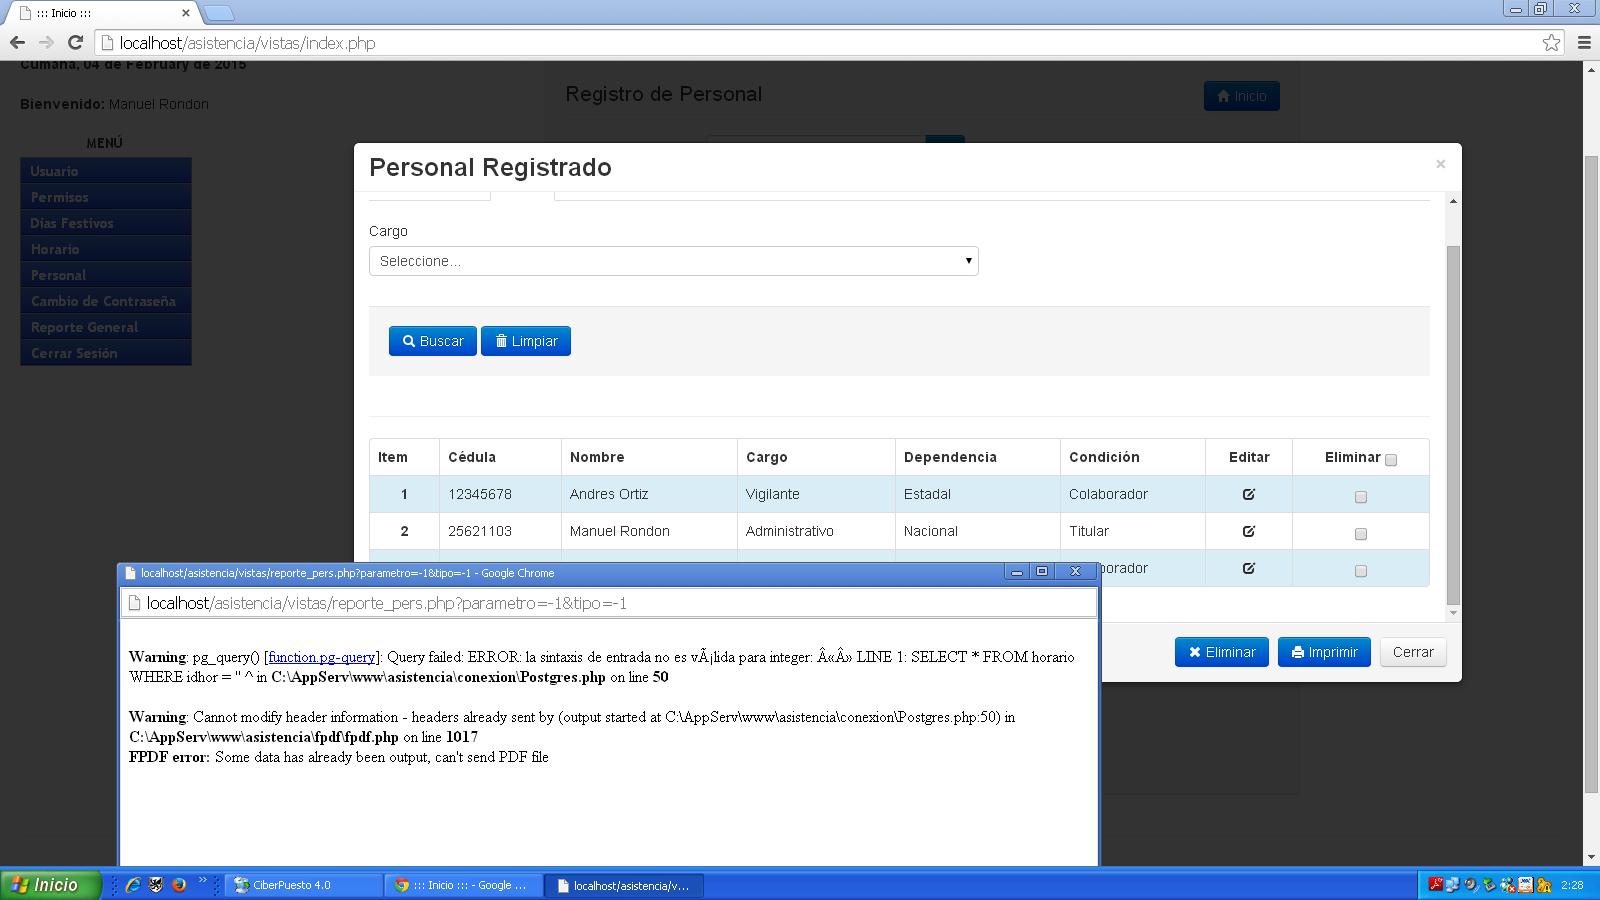 ::: Inicio :::
localhost/asistencia/vistas/index.php
Cumaná, 04 de February de 2015
Bienvenido: Manuel Rondon
MENÚ
Usuario
Permisos
Días Festivos
Horario
Personal
Cambio de Contraseña
Reporte General
Cerrar Sesión
Registro de Personal
Inicio
Personal Registrado
×
Cargo
Seleccione...
Buscar
Limpiar
Item Cédula Nombre Cargo Dependencia Condición Editar Eliminar
1 12345678 Andres Ortiz Vigilante Estadal Colaborador
2 25621103 Manuel Rondon Administrativo Nacional Titular
borador
Eliminar
Imprimir
Cerrar
localhost/asistencia/vistas/reporte_pers.php?parametro=-1&tipo=-1 - Google Chrome
localhost/asistencia/vistas/reporte_pers.php?parametro=-1&tipo=-1
Warning: pg_query() [function.pg-query]: Query failed: ERROR: la sintaxis de entrada no es vÃ¡lida para integer: Â«Â» LINE 1: SELECT * FROM horario
WHERE idhor = '' ^ in C:\AppServ\www\asistencia\conexion\Postgres.php on line 50
Warning: Cannot modify header information - headers already sent by (output started at C:\AppServ\www\asistencia\conexion\Postgres.php:50) in
C:\AppServ\www\asistencia\fpdf\fpdf.php on line 1017
FPDF error: Some data has already been output, can't send PDF file
Inicio
CiberPuesto 4.0
::: Inicio ::: - Google ...
localhost/asistencia/v...
2:28